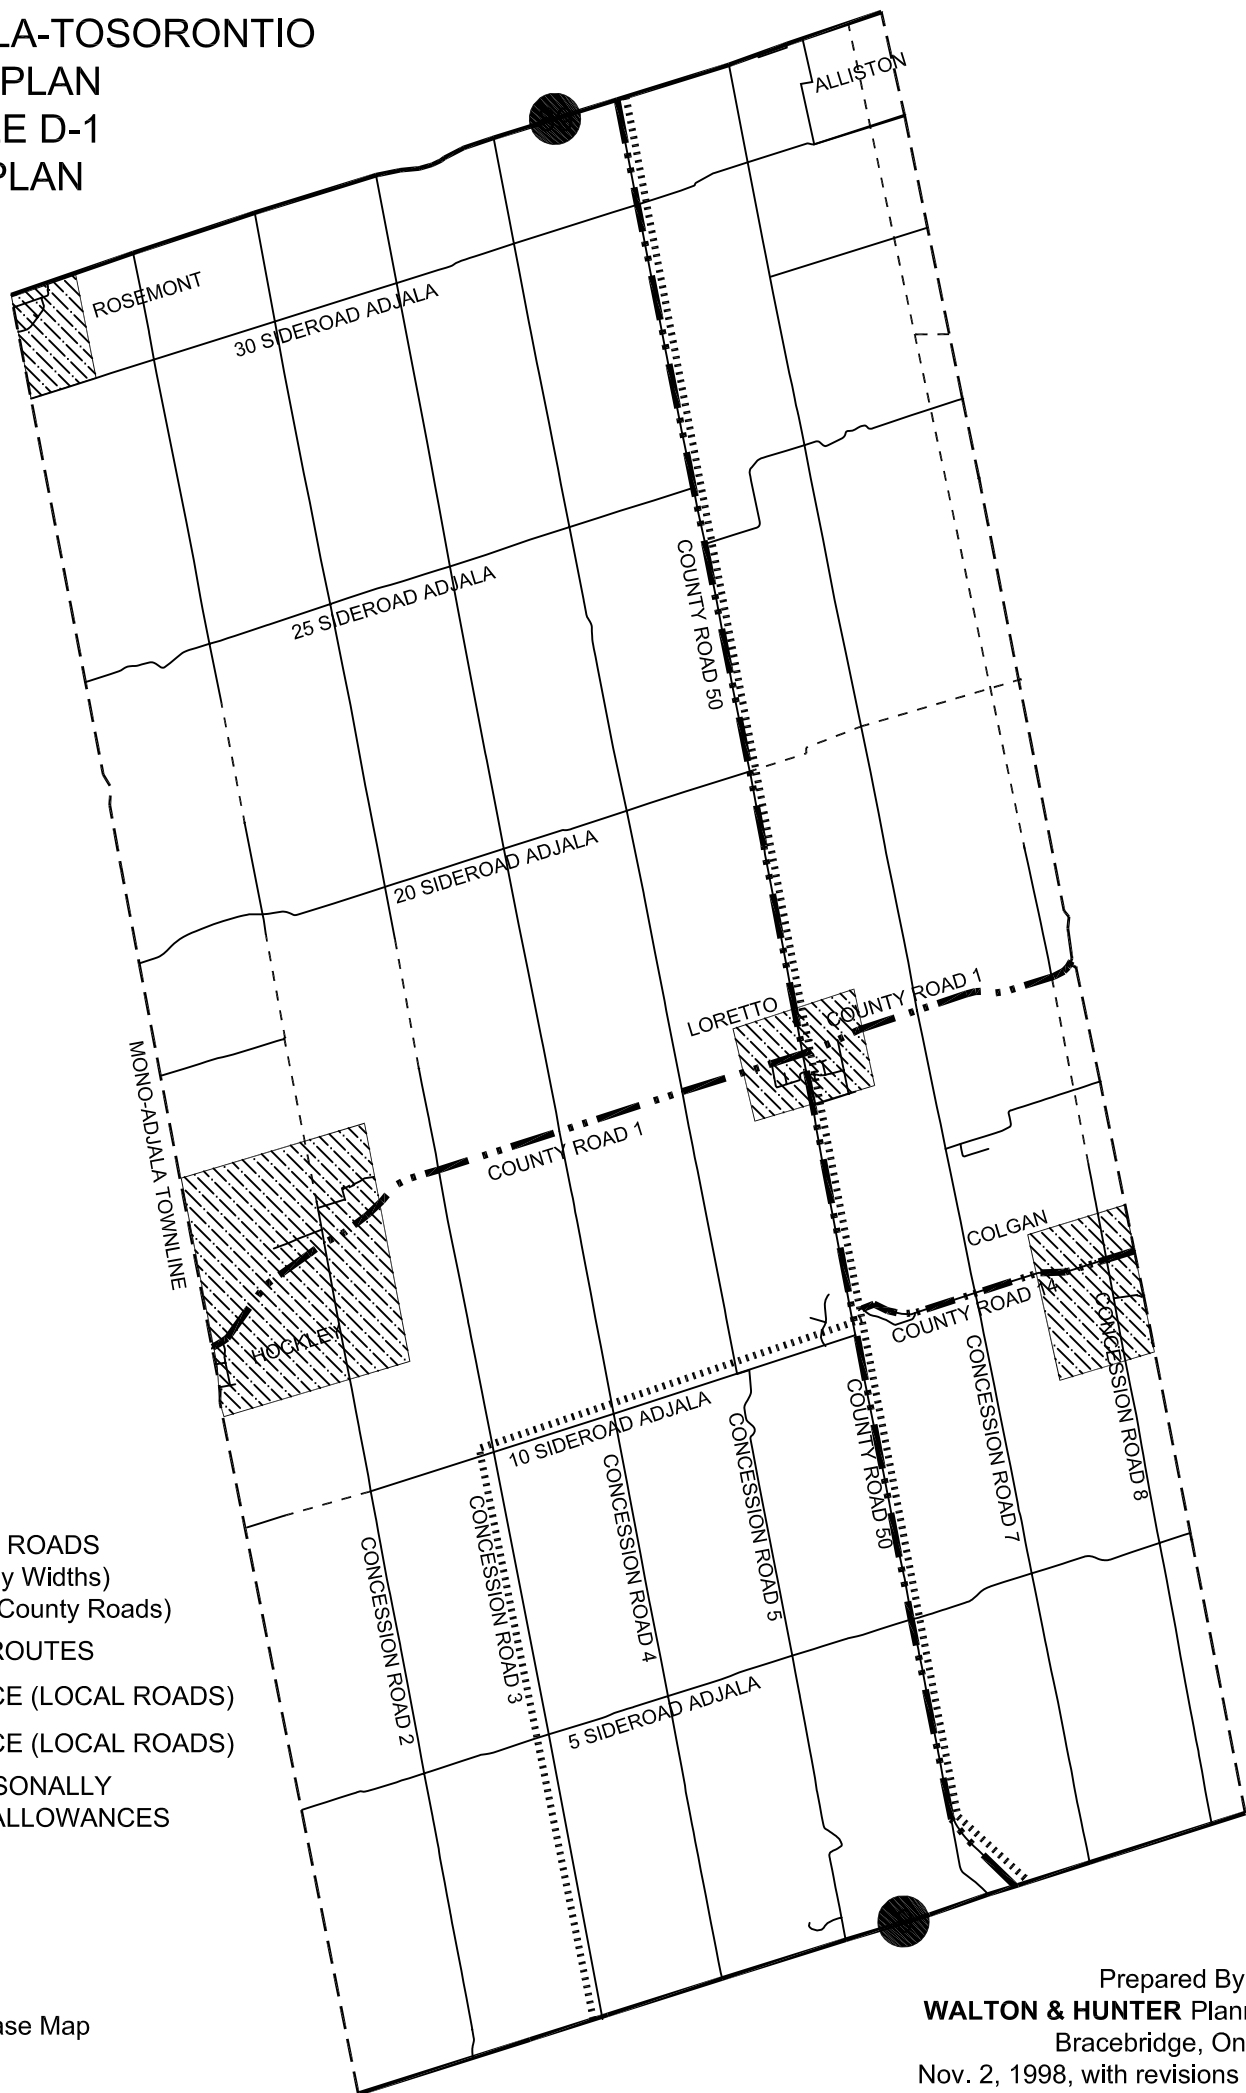 LA-TOSORONTIO
PLAN
LE D-1
PLAN
ALLISTON
ROSEMONT
30 SIDEROAD ADJALA
COUNTY ROAD 50
25 SIDEROAD ADJALA
20 SIDEROAD ADJALA
LORETTO
COUNTY ROAD 1
MONO-ADJALA TOWNLINE
COUNTY ROAD 1
COLGAN
COUNTY ROAD 14
HOCKLEY
10 SIDEROAD ADJALA
CONCESSION ROAD 2
CONCESSION ROAD 3
CONCESSION ROAD 4
CONCESSION ROAD 5
COUNTY ROAD 50
CONCESSION ROAD 7
CONCESSION ROAD 8
5 SIDEROAD ADJALA
ROADS
y Widths)
County Roads)
ROUTES
CE (LOCAL ROADS)
CE (LOCAL ROADS)
SONALLY
ALLOWANCES
ase Map
Prepared By
WALTON & HUNTER Plann
Bracebridge, On
Nov. 2, 1998, with revisions